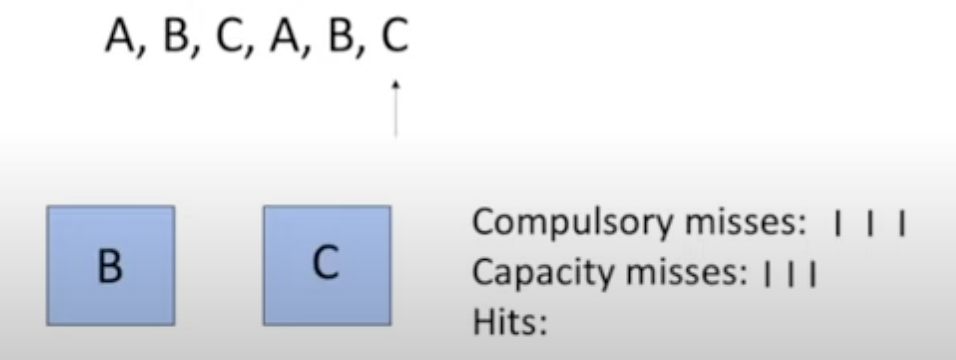 A, B, C, A, B, C
B
C
Compulsory misses: I I I
Capacity misses: I I I
Hits: